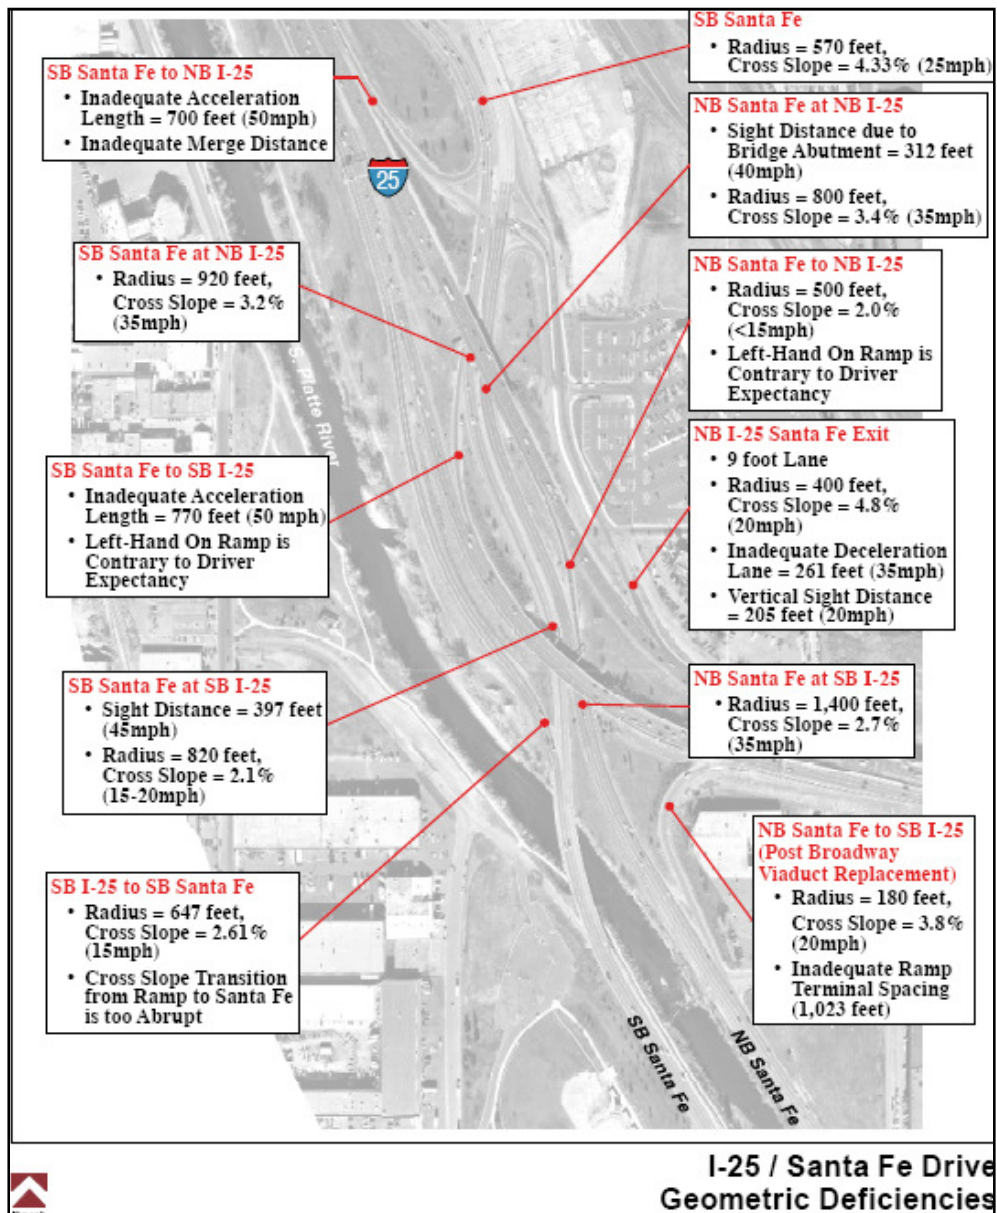 SB Santa Fe
• Radius = 570 feet,
Cross Slope = 4.33% (25mph)
SB Santa Fe to NB I-25
• Inadequate Acceleration
Length = 700 feet (50mph)
• Inadequate Merge Distance
NB Santa Fe at NB I-25
• Sight Distance due to
Bridge Abutment = 312 feet
(40mph)
• Radius = 800 feet,
Cross Slope = 3.4% (35mph)
25
SB Santa Fe at NB I-25
• Radius = 920 feet,
Cross Slope = 3.2%
(35mph)
NB Santa Fe to NB I-25
• Radius = 500 feet,
Cross Slope = 2.0%
(<15mph)
• Left-Hand On Ramp is
Contrary to Driver
Expectancy
S. Platte River
NB I-25 Santa Fe Exit
• 9 foot Lane
• Radius = 400 feet,
Cross Slope = 4.8%
(20mph)
• Inadequate Deceleration
Lane = 261 feet (35mph)
• Vertical Sight Distance
= 205 feet (20mph)
SB Santa Fe to SB I-25
• Inadequate Acceleration
Length = 770 feet (50 mph)
• Left-Hand On Ramp is
Contrary to Driver
Expectancy
SB Santa Fe at SB I-25
• Sight Distance = 397 feet
(45mph)
• Radius = 820 feet,
Cross Slope = 2.1%
(15-20mph)
NB Santa Fe at SB I-25
• Radius = 1,400 feet,
Cross Slope = 2.7%
(35mph)
NB Santa Fe to SB I-25
(Post Broadway
Viaduct Replacement)
• Radius = 180 feet,
Cross Slope = 3.8%
(20mph)
• Inadequate Ramp
Terminal Spacing
(1,023 feet)
SB I-25 to SB Santa Fe
• Radius = 647 feet,
Cross Slope = 2.61%
(15mph)
• Cross Slope Transition
from Ramp to Santa Fe
is too Abrupt
SB Santa Fe
NB Santa Fe
I-25 / Santa Fe Drive
Geometric Deficiencies